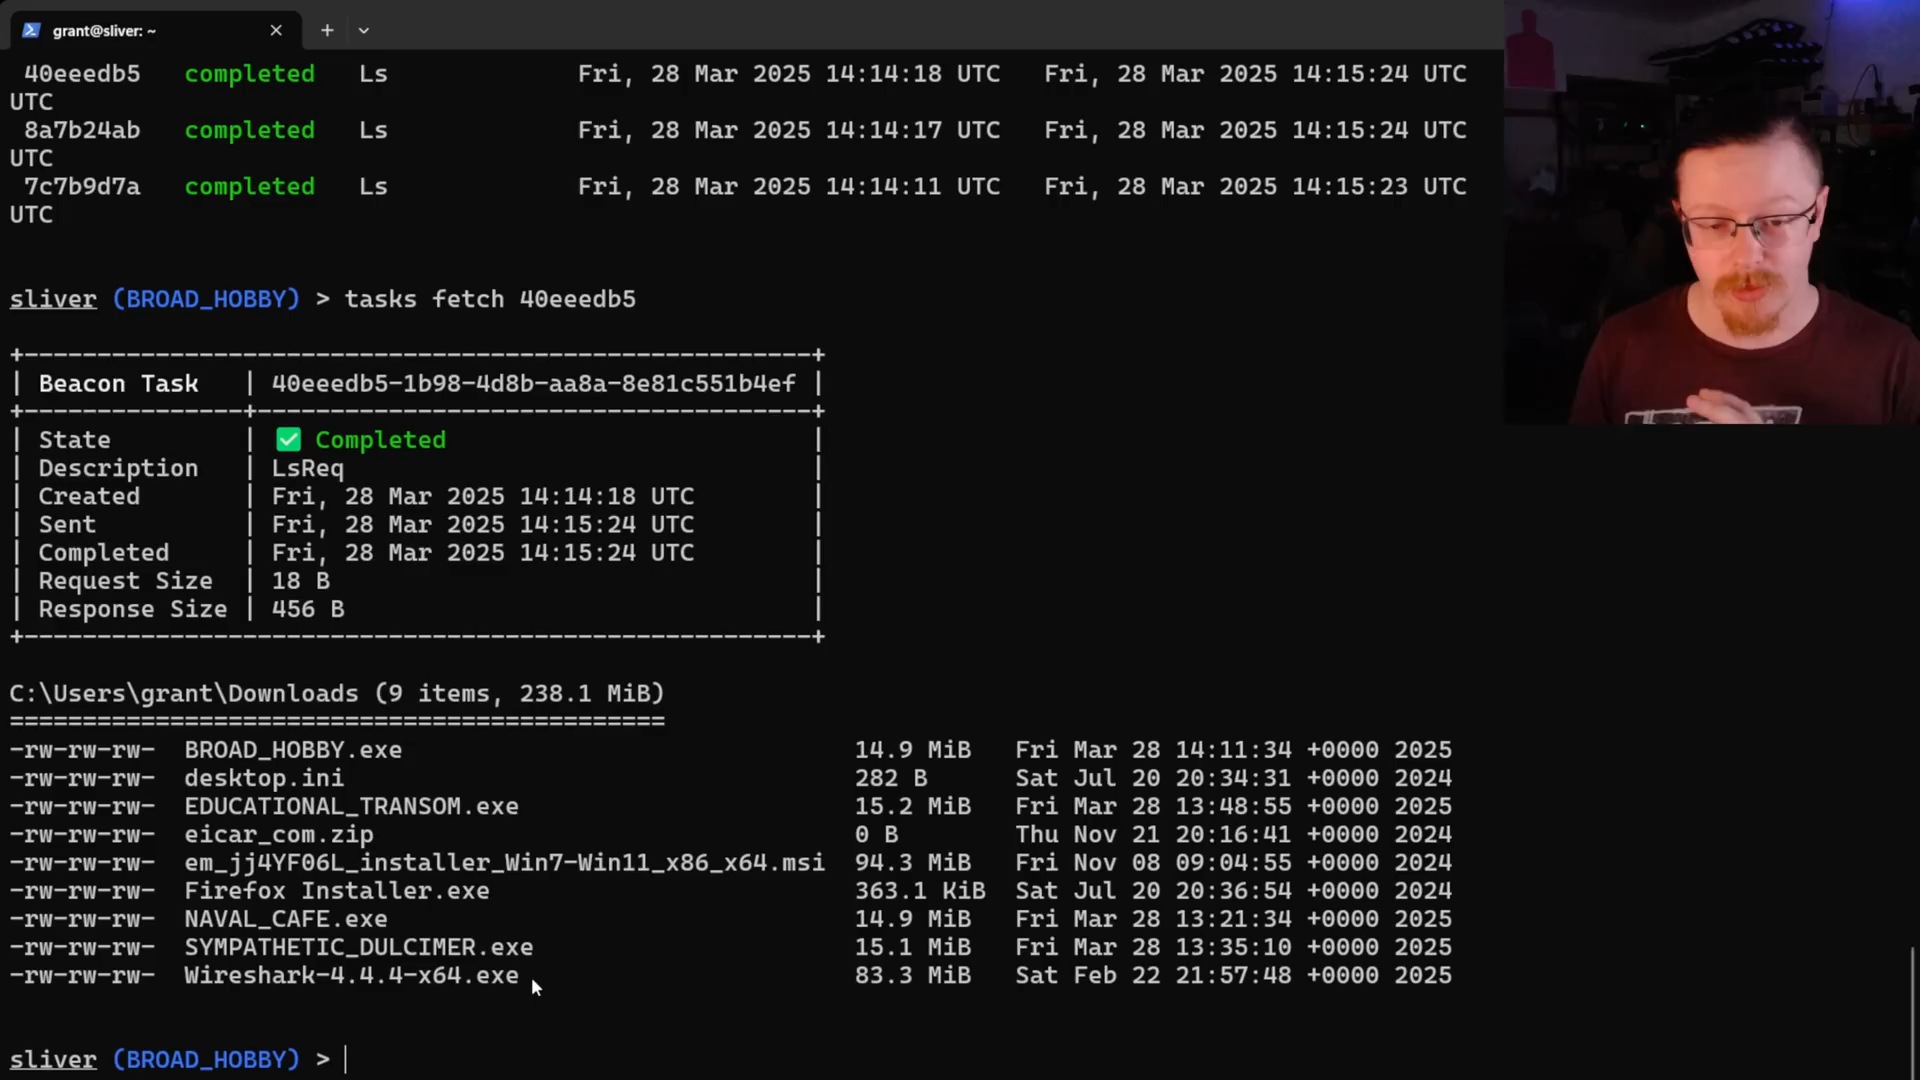 grant@sliver: ~
40eeedb5 completed Ls Fri, 28 Mar 2025 14:14:18 UTC Fri, 28 Mar 2025 14:15:24 UTC
UTC
8a7b24ab completed Ls Fri, 28 Mar 2025 14:14:17 UTC Fri, 28 Mar 2025 14:15:24 UTC
UTC
7c7b9d7a completed Ls Fri, 28 Mar 2025 14:14:11 UTC Fri, 28 Mar 2025 14:15:23 UTC
UTC
sliver (BROAD_HOBBY) > tasks fetch 40eeedb5
+-------------------------------------------------------+
| Beacon Task | 40eeedb5-1b98-4d8b-aa8a-8e81c551b4ef |
+---------------+---------------------------------------+
| State | ✅ Completed |
| Description | LsReq |
| Created | Fri, 28 Mar 2025 14:14:18 UTC |
| Sent | Fri, 28 Mar 2025 14:15:24 UTC |
| Completed | Fri, 28 Mar 2025 14:15:24 UTC |
| Request Size | 18 B |
| Response Size | 456 B |
+-------------------------------------------------------+
C:\Users\grant\Downloads (9 items, 238.1 MiB)
=============================================
-rw-rw-rw- BROAD_HOBBY.exe 14.9 MiB Fri Mar 28 14:11:34 +0000 2025
-rw-rw-rw- desktop.ini 282 B Sat Jul 20 20:34:31 +0000 2024
-rw-rw-rw- EDUCATIONAL_TRANSOM.exe 15.2 MiB Fri Mar 28 13:48:55 +0000 2025
-rw-rw-rw- eicar_com.zip 0 B Thu Nov 21 20:16:41 +0000 2024
-rw-rw-rw- em_jj4YF06L_installer_Win7-Win11_x86_x64.msi 94.3 MiB Fri Nov 08 09:04:55 +0000 2024
-rw-rw-rw- Firefox Installer.exe 363.1 KiB Sat Jul 20 20:36:54 +0000 2024
-rw-rw-rw- NAVAL_CAFE.exe 14.9 MiB Fri Mar 28 13:21:34 +0000 2025
-rw-rw-rw- SYMPATHETIC_DULCIMER.exe 15.1 MiB Fri Mar 28 13:35:10 +0000 2025
-rw-rw-rw- Wireshark-4.4.4-x64.exe 83.3 MiB Sat Feb 22 21:57:48 +0000 2025
sliver (BROAD_HOBBY) >